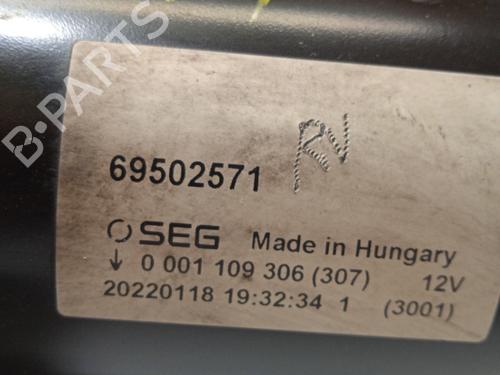 B-PARTS
RN
69502571
SEG Made in Hungary
↓ 0 001 109 306 (307) 12V
20220118 19:32:34 1 (3001)